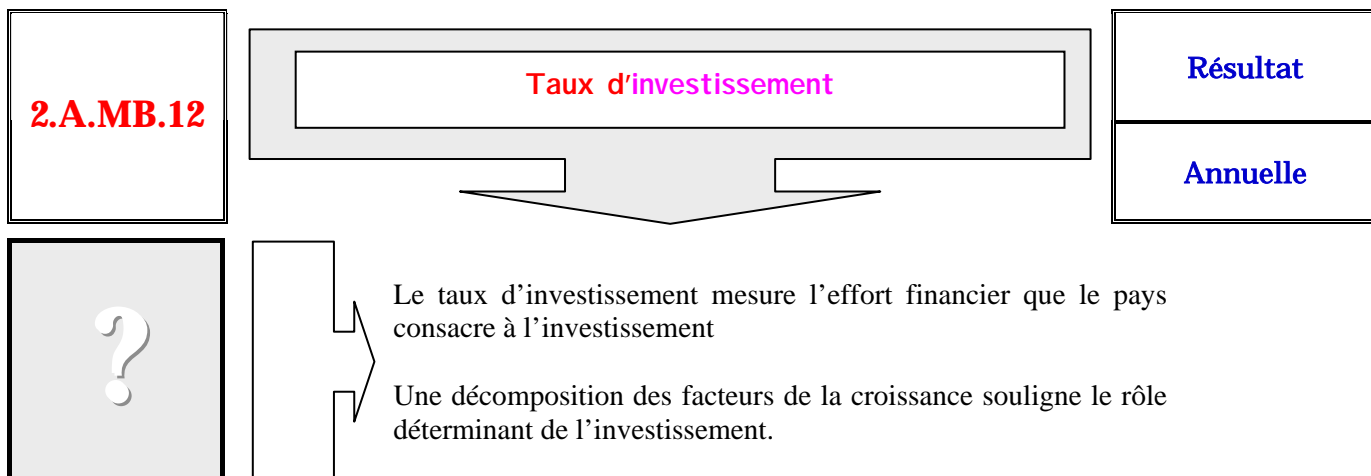 2.A.MB.12
Taux d'investissement
Résultat
Annuelle
?
Le taux d’investissement mesure l’effort financier que le pays
consacre à l’investissement
Une décomposition des facteurs de la croissance souligne le rôle
déterminant de l’investissement.